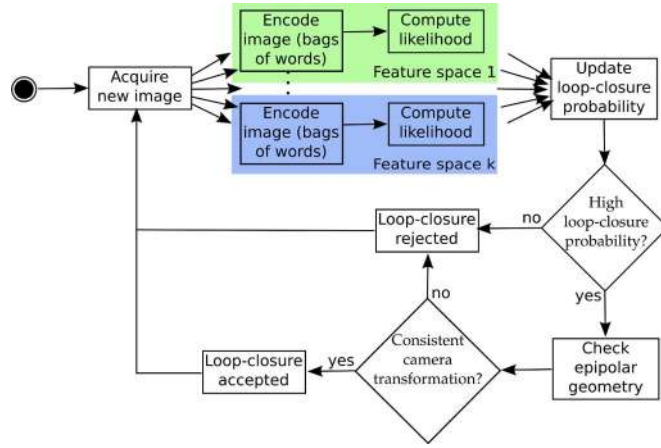 Encode
image (bags
of words)
Compute
likelihood
Feature space 1
Acquire
new image
Update
loop-closure
probability
Encode
image (bags
of words)
Compute
likelihood
Feature space k
High
loop-closure
probability?
no
yes
Loop-closure
rejected
no
Consistent
camera
transformation?
yes
Loop-closure
accepted
Check
epipolar
geometry